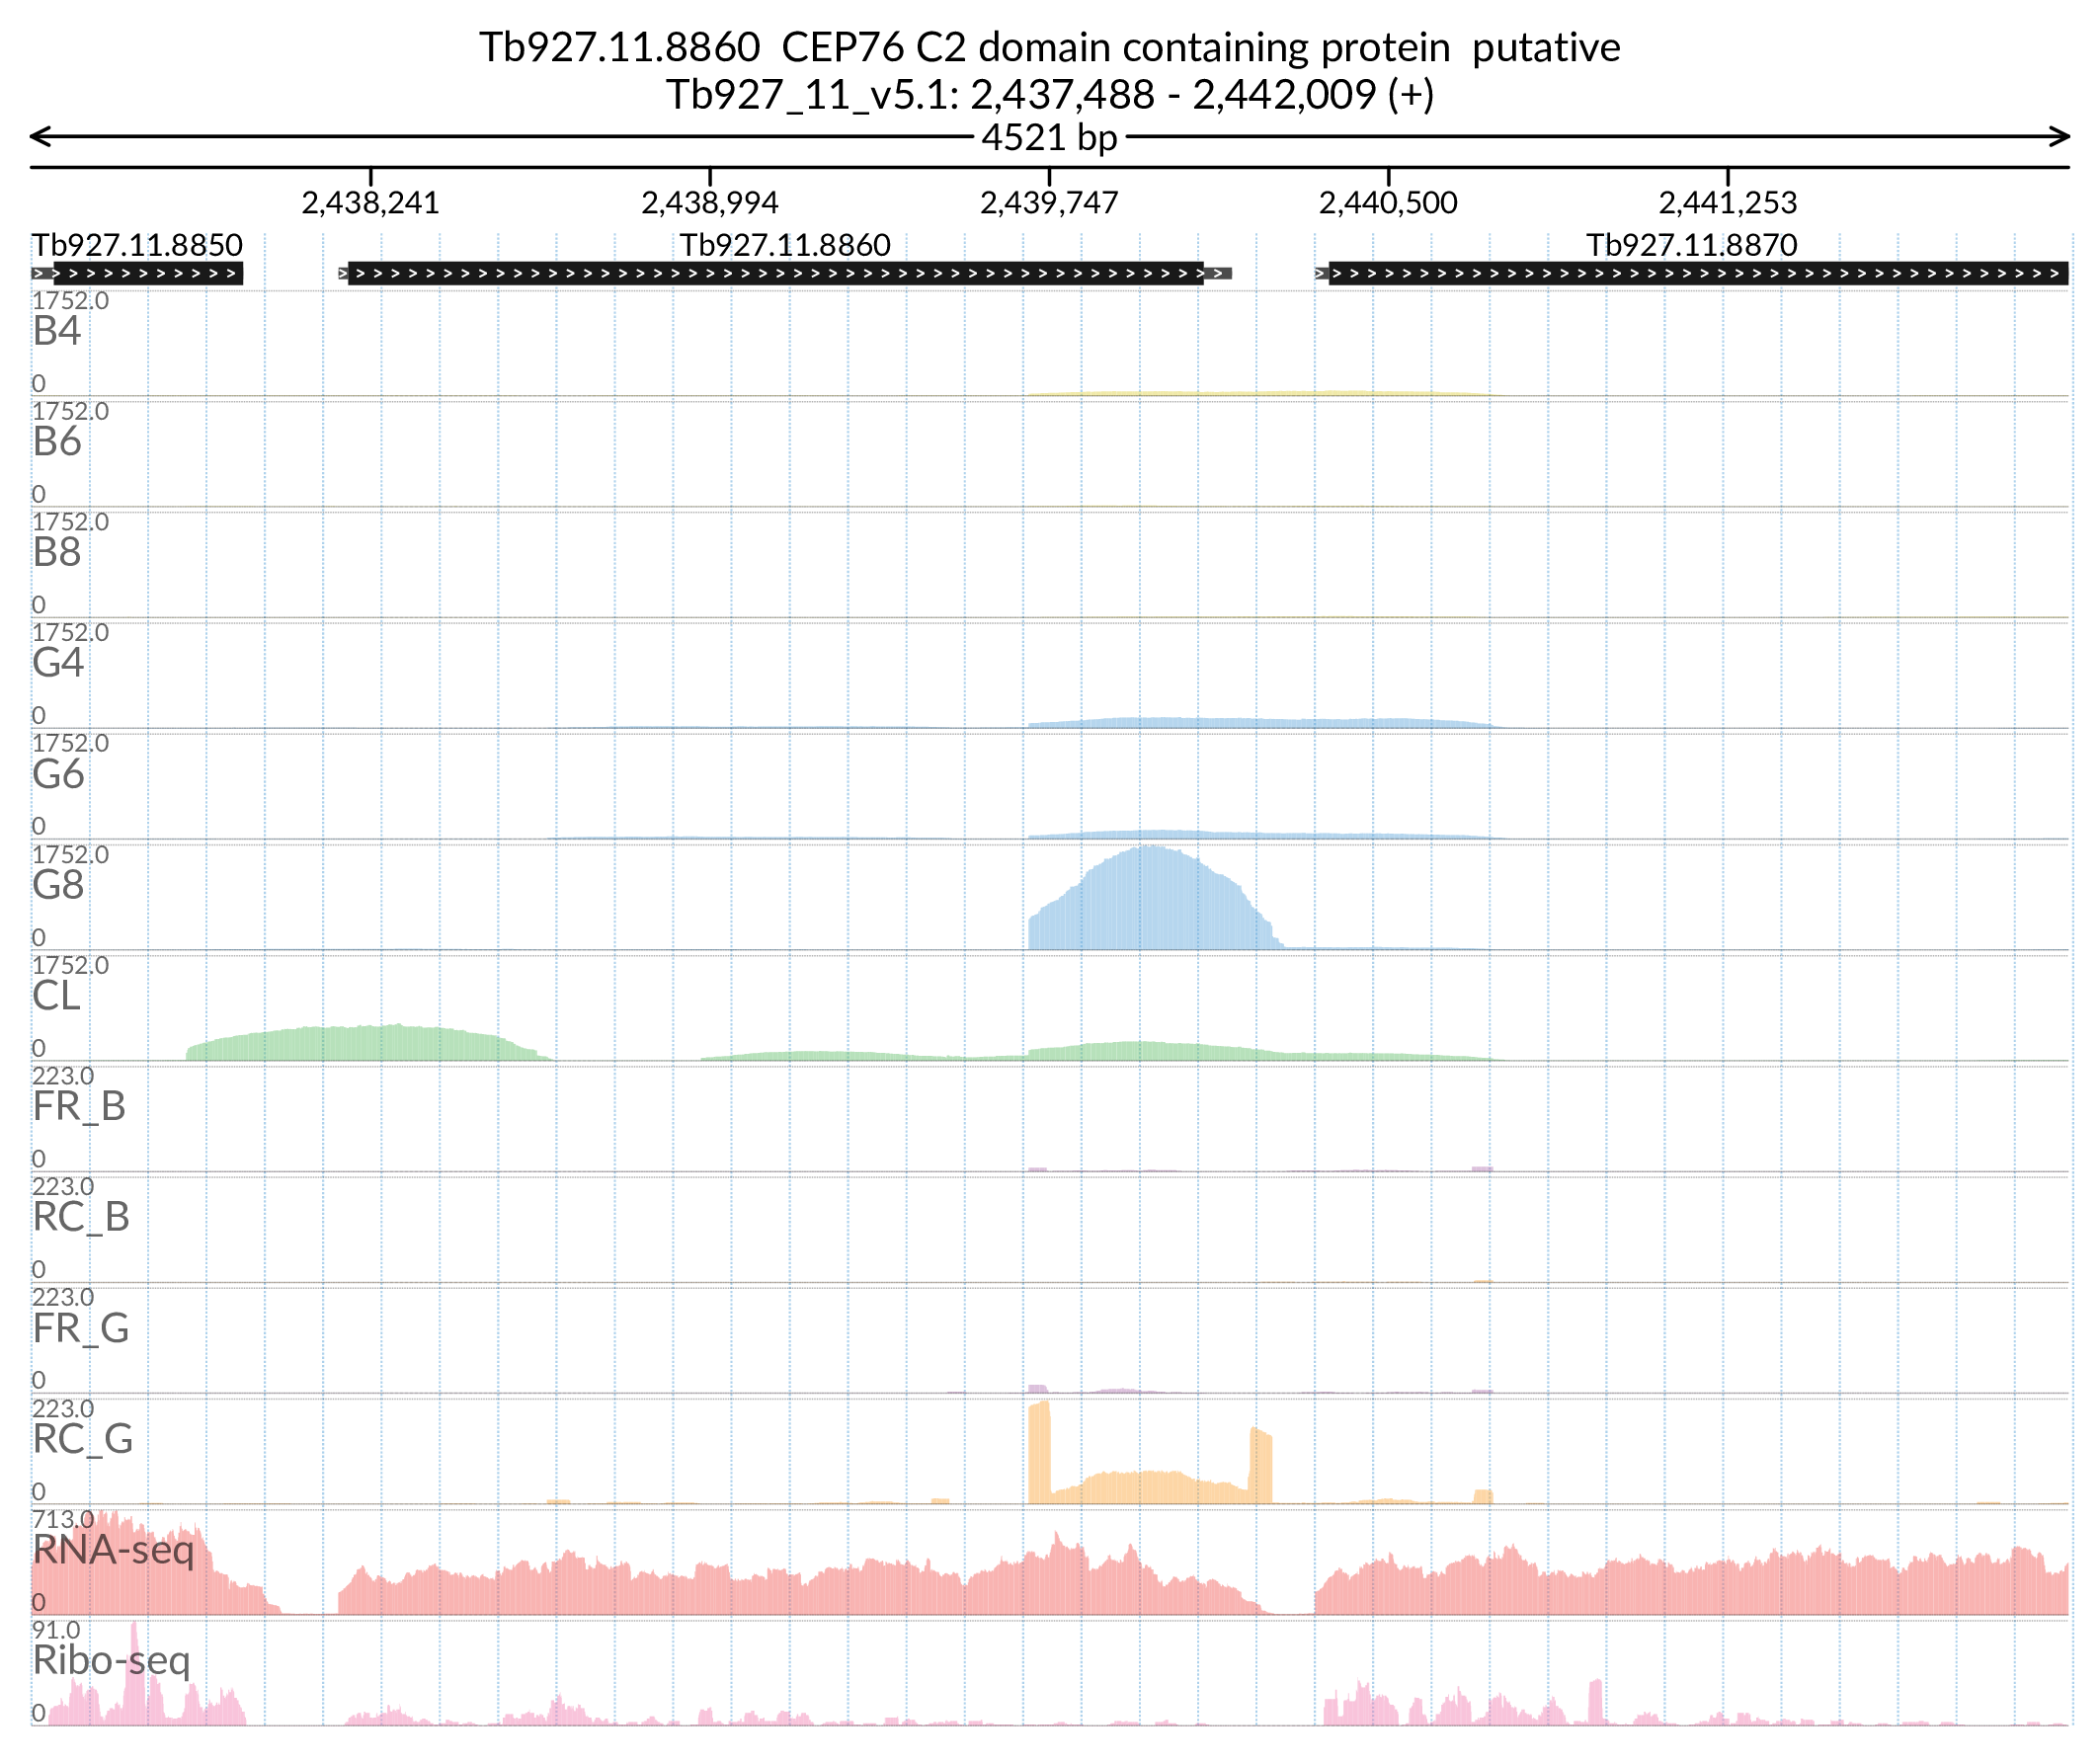 Tb927.11.8860  CEP76 C2 domain containing protein  putative
Tb927_11_v5.1: 2,437,488 - 2,442,009 (+)
4521 bp
2,438,241 2,438,994 2,439,747 2,440,500 2,441,253
Tb927.11.8850 Tb927.11.8860 Tb927.11.8870
1752.0
B4
0
1752.0
B6
0
1752.0
B8
0
1752.0
G4
0
1752.0
G6
0
1752.0
G8
0
1752.0
CL
0
223.0
FR_B
0
223.0
RC_B
0
223.0
FR_G
0
223.0
RC_G
0
713.0
RNA-seq
0
91.0
Ribo-seq
0